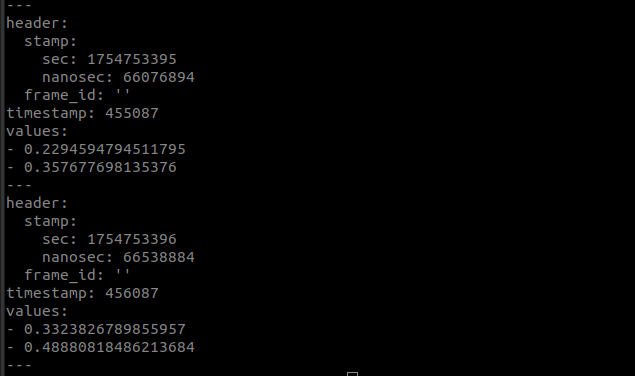 ---
header:
  stamp:
    sec: 1754753395
    nanosec: 66076894
  frame_id: ''
timestamp: 455087
values:
- 0.2294594794511795
- 0.357677698135376
---
header:
  stamp:
    sec: 1754753396
    nanosec: 66538884
  frame_id: ''
timestamp: 456087
values:
- 0.3323826789855957
- 0.48880818486213684
---